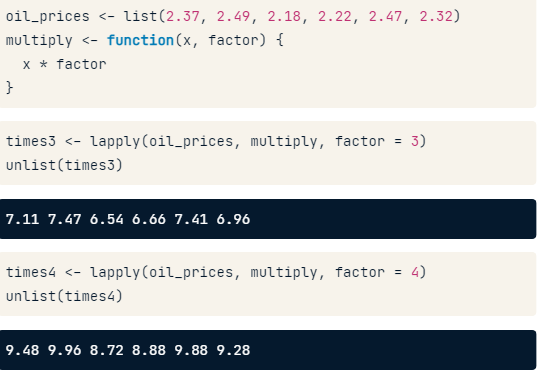 oil_prices <- list(2.37, 2.49, 2.18, 2.22, 2.47, 2.32)
multiply <- function(x, factor) {
  x * factor
}
times3 <- lapply(oil_prices, multiply, factor = 3)
unlist(times3)
7.11 7.47 6.54 6.66 7.41 6.96
times4 <- lapply(oil_prices, multiply, factor = 4)
unlist(times4)
9.48 9.96 8.72 8.88 9.88 9.28